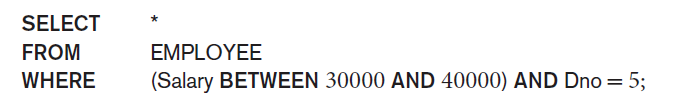 SELECT *
FROM EMPLOYEE
WHERE (Salary BETWEEN 30000 AND 40000) AND Dno = 5;